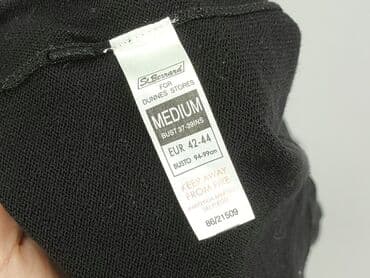 St.Bernard
FOR
DUNNES STORES
MEDIUM
BUST 37-39INS
EUR 42-44
BUSTO 94-99cm
KEEP AWAY
FROM FIRE
86/21509